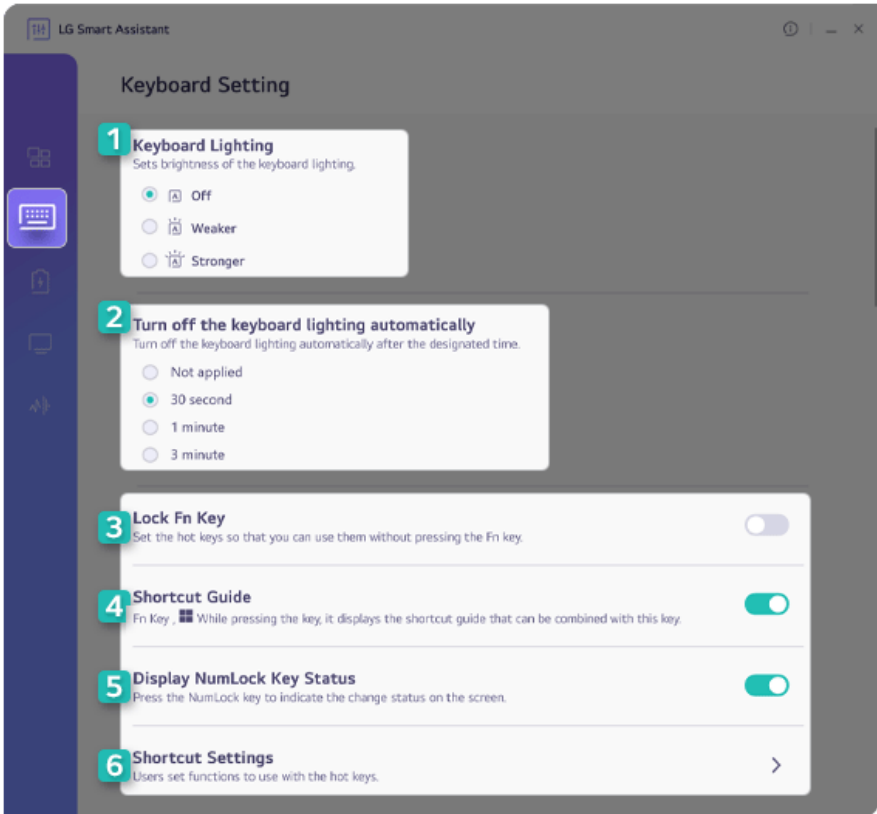 LG Smart Assistant
Keyboard Setting
1
Keyboard Lighting
Sets brightness of the keyboard lighting.
A Off
A Weaker
A Stronger
2
Turn off the keyboard lighting automatically
Turn off the keyboard lighting automatically after the designated time.
Not applied
30 second
1 minute
3 minute
3
Lock Fn Key
Set the hot keys so that you can use them without pressing the Fn key.
4
Shortcut Guide
Fn Key , While pressing the key, it displays the shortcut guide that can be combined with this key.
5
Display NumLock Key Status
Press the NumLock key to indicate the change status on the screen.
6
Shortcut Settings
Users set functions to use with the hot keys.